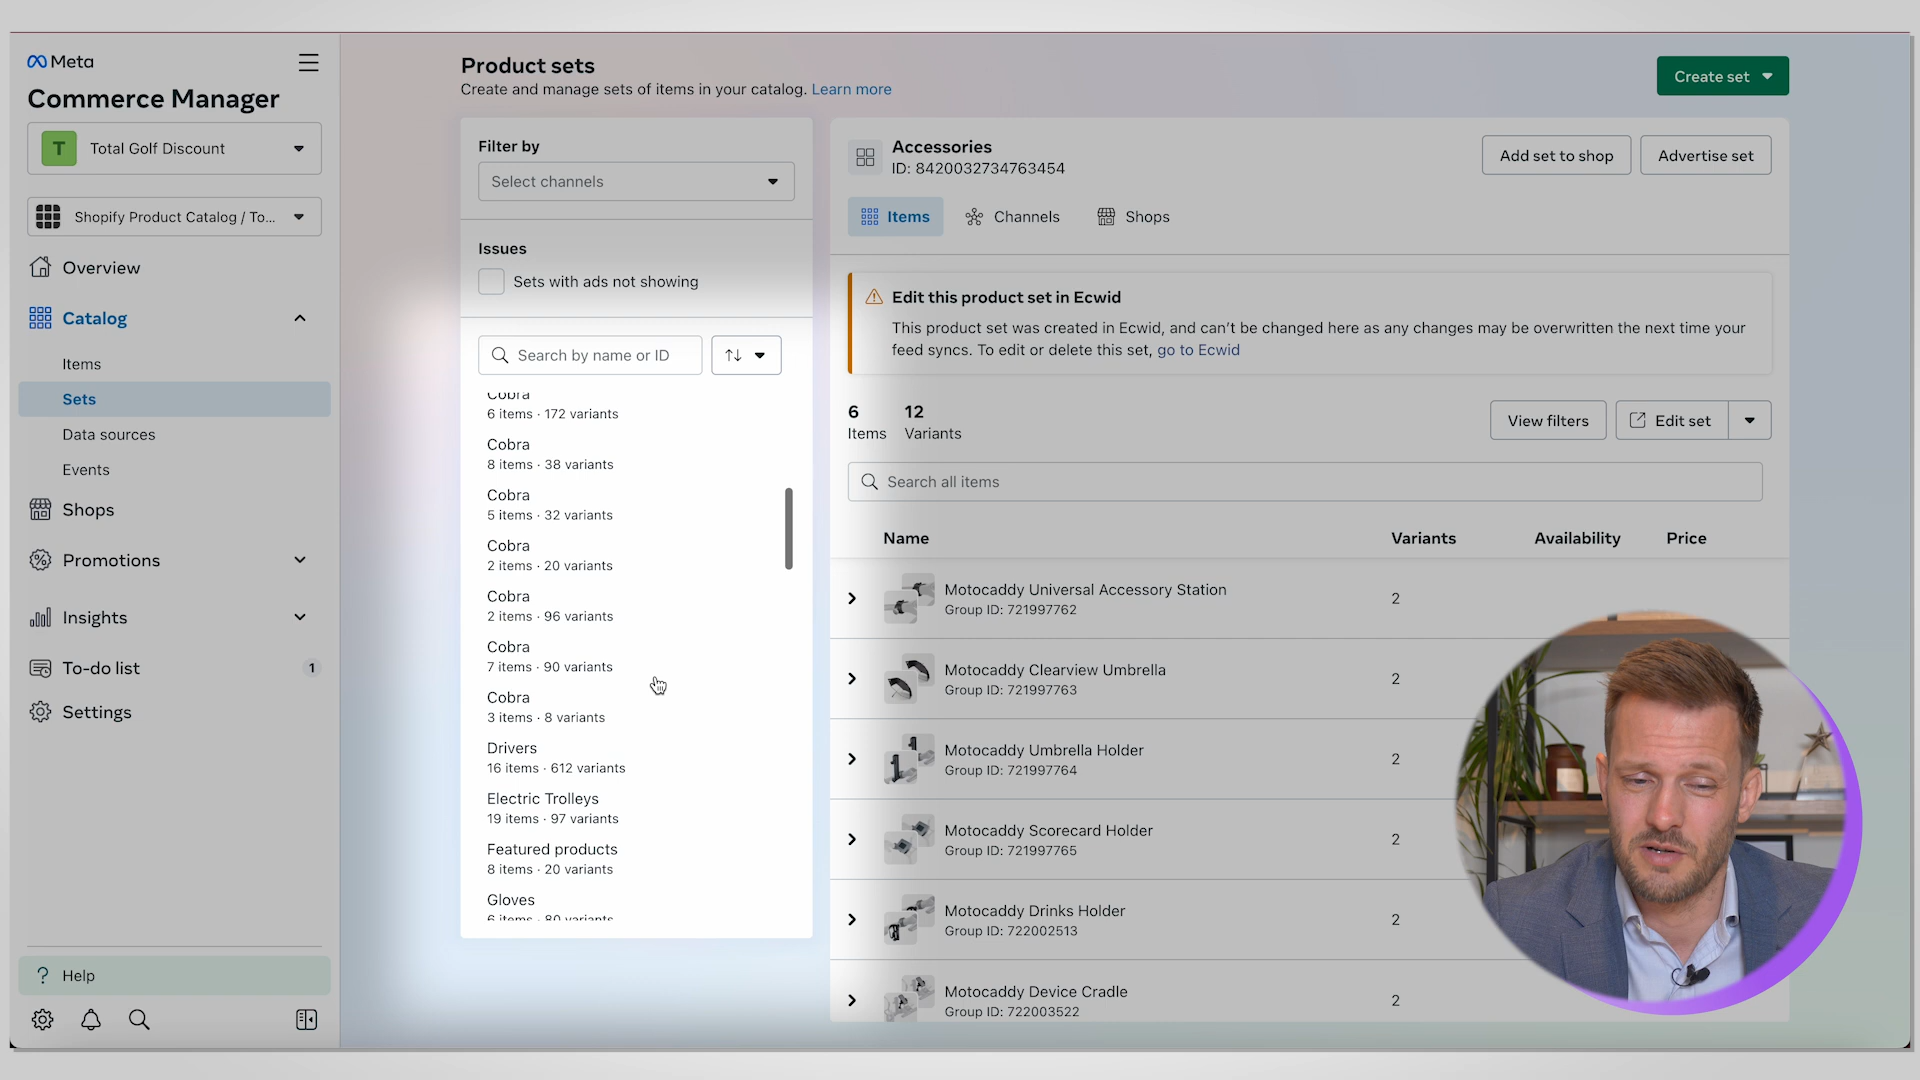 Meta
Commerce Manager
T
Total Golf Discount
Shopify Product Catalog / To...
Overview
Catalog
Items
Sets
Data sources
Events
Shops
Promotions
Insights
To-do list
1
Settings
Help
Product sets
Create and manage sets of items in your catalog. Learn more
Create set
Filter by
Select channels
Issues
Sets with ads not showing
Search by name or ID
Cobra
6 items · 172 variants
Cobra
8 items · 38 variants
Cobra
5 items · 32 variants
Cobra
2 items · 20 variants
Cobra
2 items · 96 variants
Cobra
7 items · 90 variants
Cobra
3 items · 8 variants
Drivers
16 items · 612 variants
Electric Trolleys
19 items · 97 variants
Featured products
8 items · 20 variants
Gloves
6 items · 80 variants
Accessories
ID: 8420032734763454
Add set to shop
Advertise set
Items
Channels
Shops
Edit this product set in Ecwid
This product set was created in Ecwid, and can't be changed here as any changes may be overwritten the next time your
feed syncs. To edit or delete this set, go to Ecwid
6
Items
12
Variants
View filters
Edit set
Search all items
Name
Variants
Availability
Price
Motocaddy Universal Accessory Station
Group ID: 721997762
2
Motocaddy Clearview Umbrella
Group ID: 721997763
2
Motocaddy Umbrella Holder
Group ID: 721997764
2
Motocaddy Scorecard Holder
Group ID: 721997765
2
Motocaddy Drinks Holder
Group ID: 722002513
2
Motocaddy Device Cradle
Group ID: 722003522
2